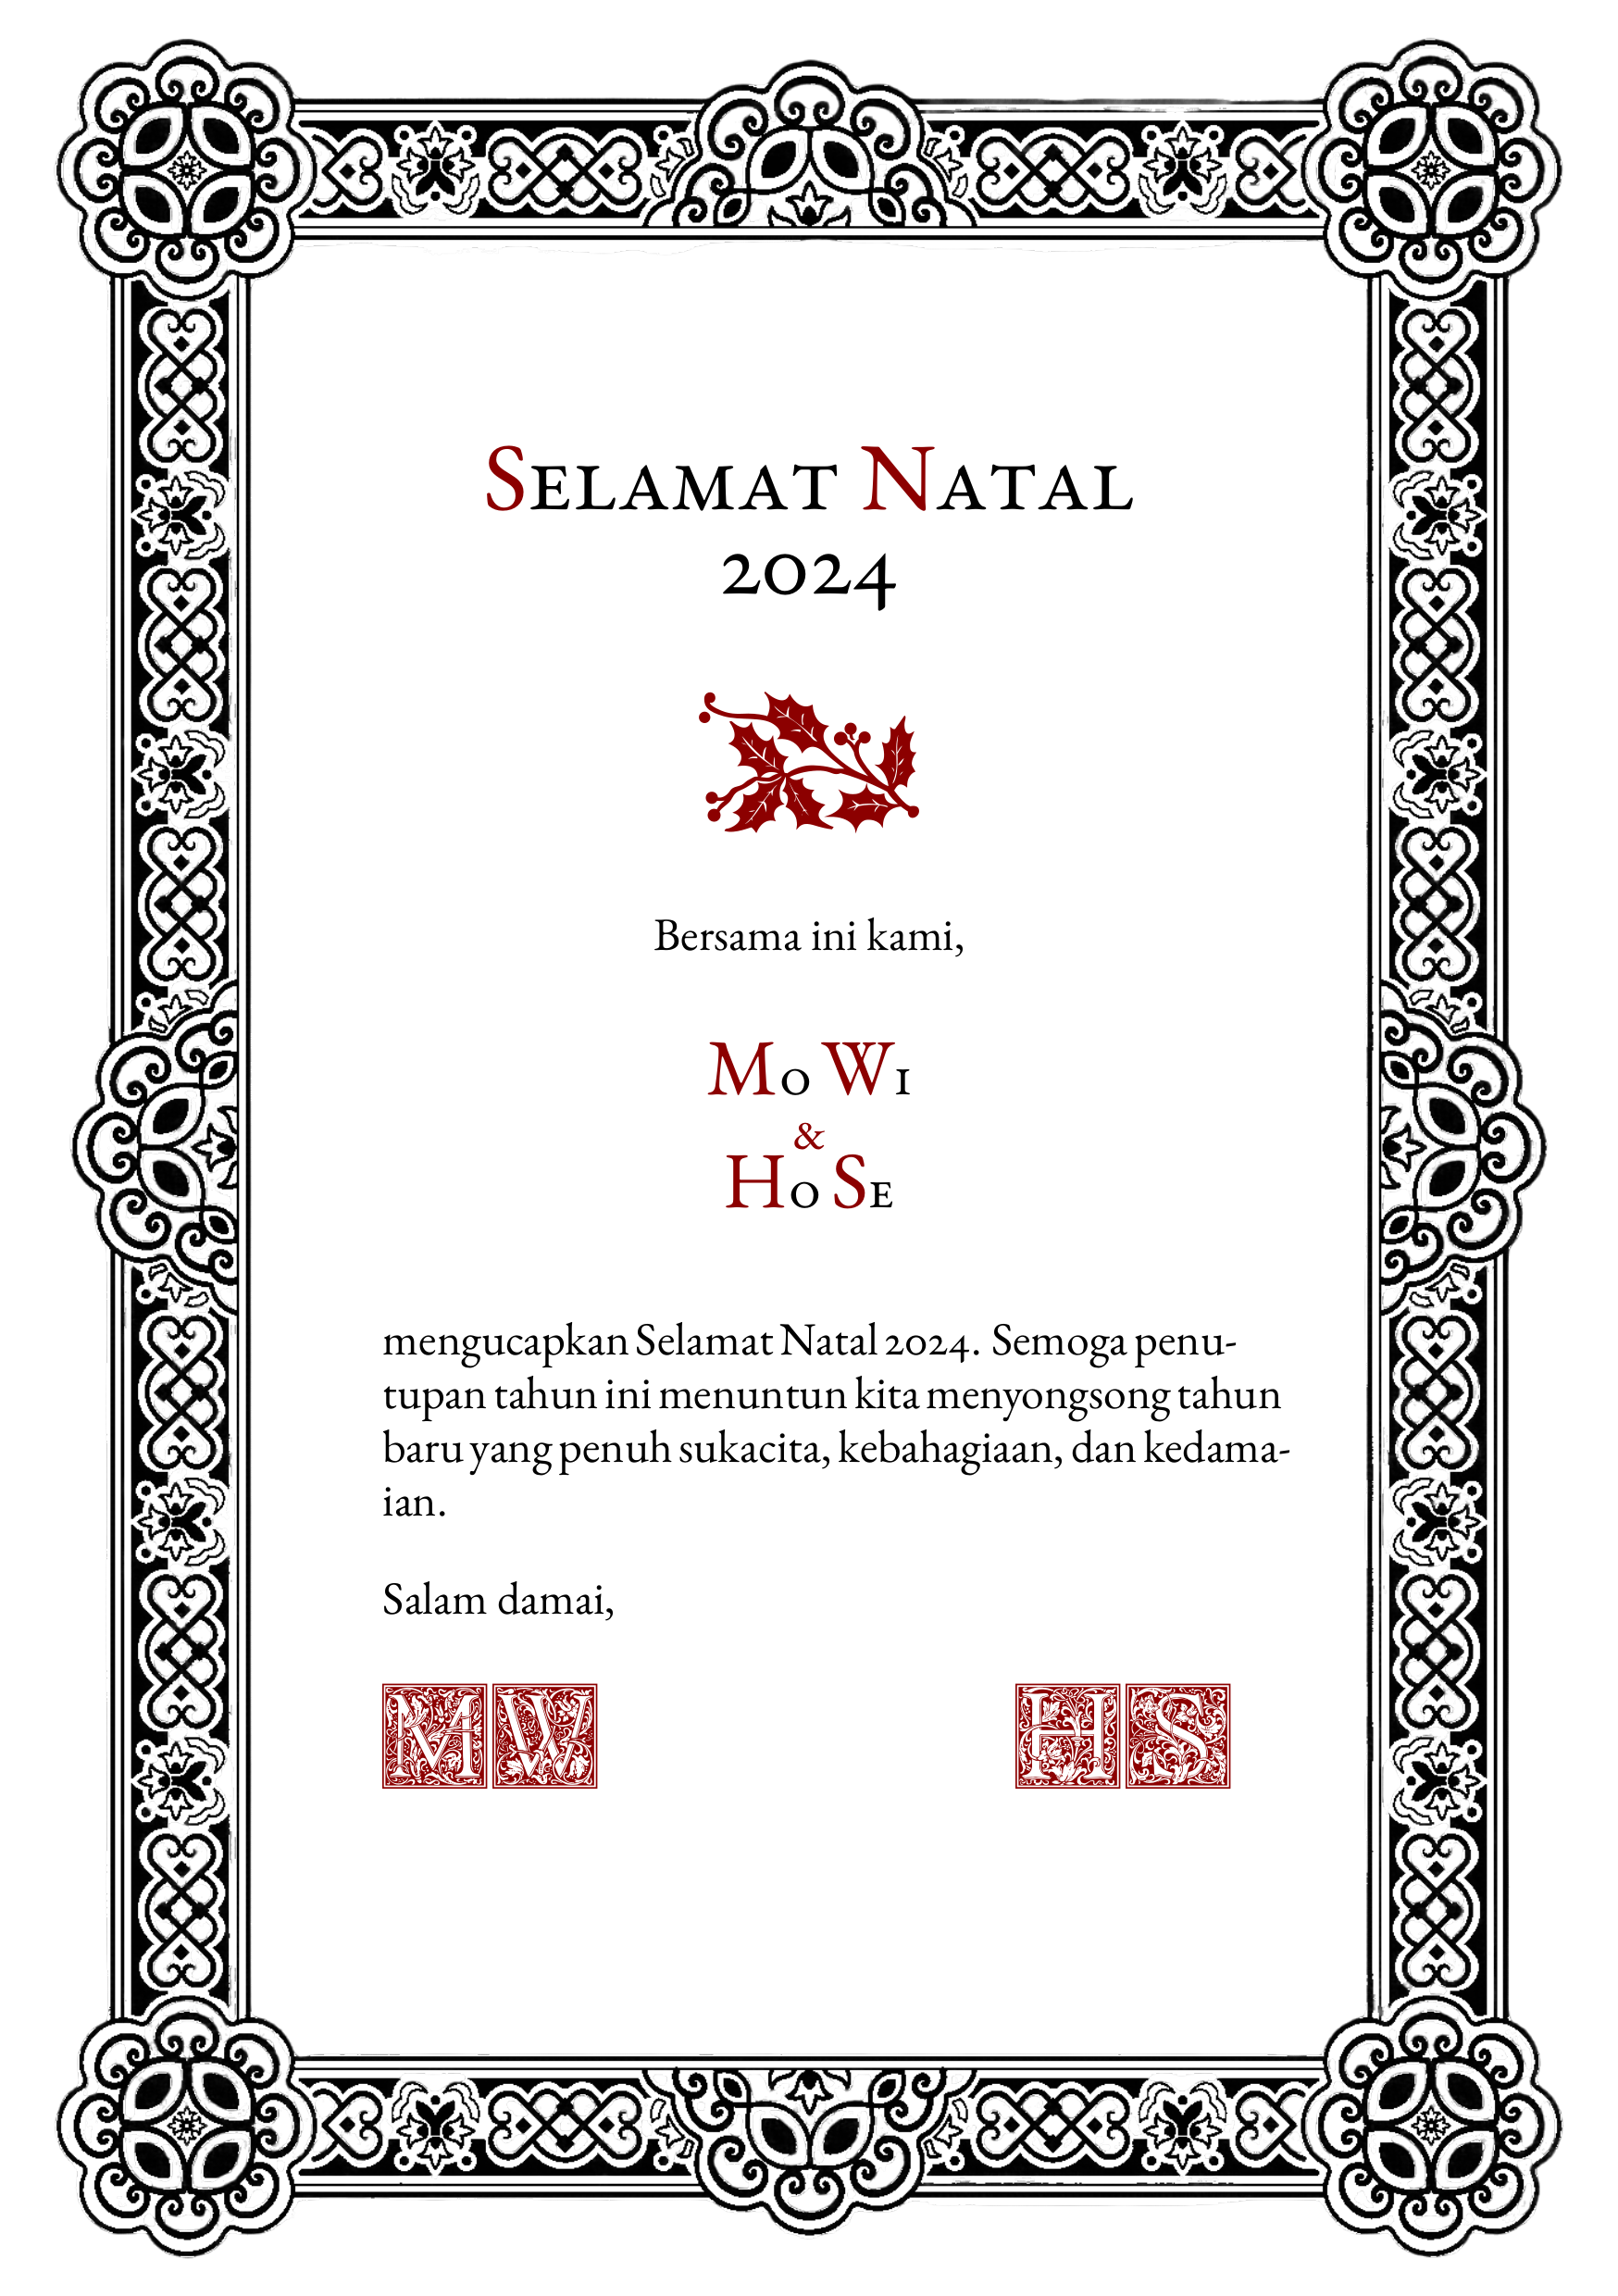 Selamat Natal
2024
Bersama ini kami,
Mo Wi
&
Ho Se
mengucapkan Selamat Natal 2024. Semoga penu-
tupan tahun ini menuntun kita menyongsong tahun
baru yang penuh sukacita, kebahagiaan, dan kedama-
ian.
Salam damai,
MW HS